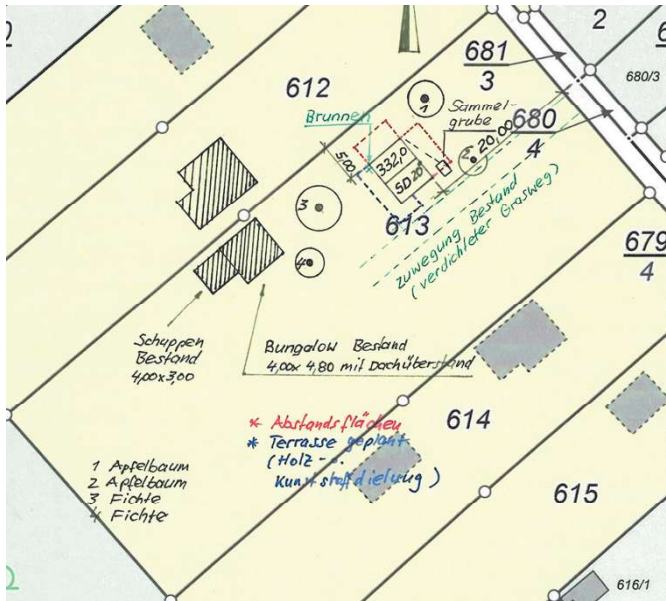 2
681
3
680/3
612
1
Sammel-
grube
Brunnen
680
4
2
20,00
5,00
332,0
SD 20°
3
613
Zuwegung Bestand
(verdichteter Grasweg)
679
4
4
Schuppen
Bestand
4,00x3,00
Bungalow Bestand
4,00x 4,80 mit Dachüberstand
* Abstandsflächen
* Terrasse geplant
(Holz-
Kunststoffdielung)
614
1 Apfelbaum
2 Apfelbaum
3 Fichte
4 Fichte
615
616/1